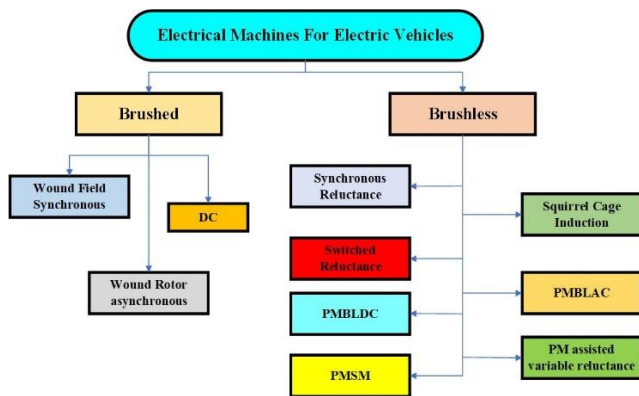 Electrical Machines For Electric Vehicles
Brushed
Brushless
Wound Field
Synchronous
DC
Wound Rotor
asynchronous
Synchronous
Reluctance
Squirrel Cage
Induction
Switched
Reluctance
PMBLAC
PMBLDC
PM assisted
variable reluctance
PMSM